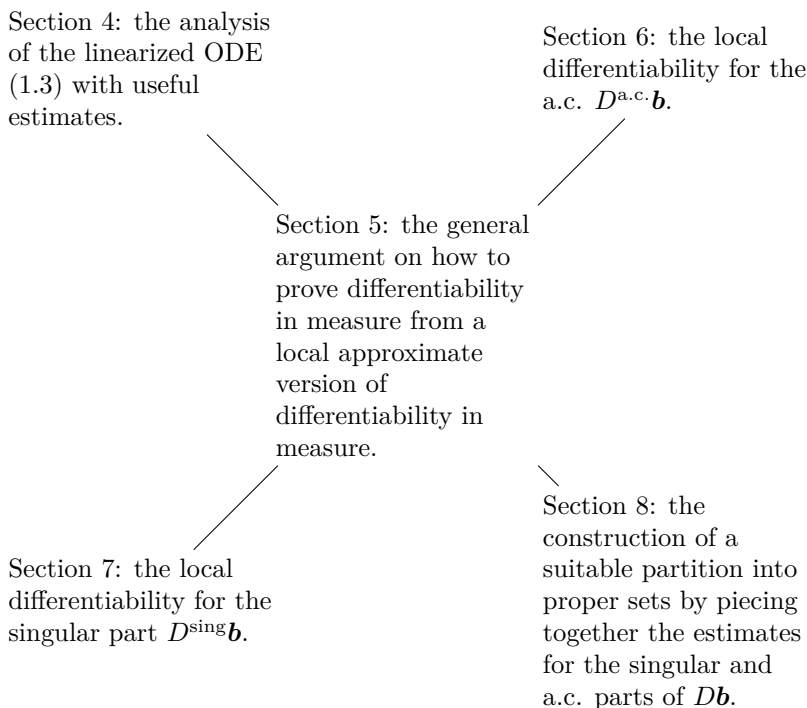 Section 4: the analysis
of the linearized ODE
(1.3) with useful
estimates.
Section 6: the local
differentiability for the
a.c. D^{a.c.}b.
Section 5: the general
argument on how to
prove differentiability
in measure from a
local approximate
version of
differentiability in
measure.
Section 7: the local
differentiability for the
singular part D^{sing}b.
Section 8: the
construction of a
suitable partition into
proper sets by piecing
together the estimates
for the singular and
a.c. parts of Db.